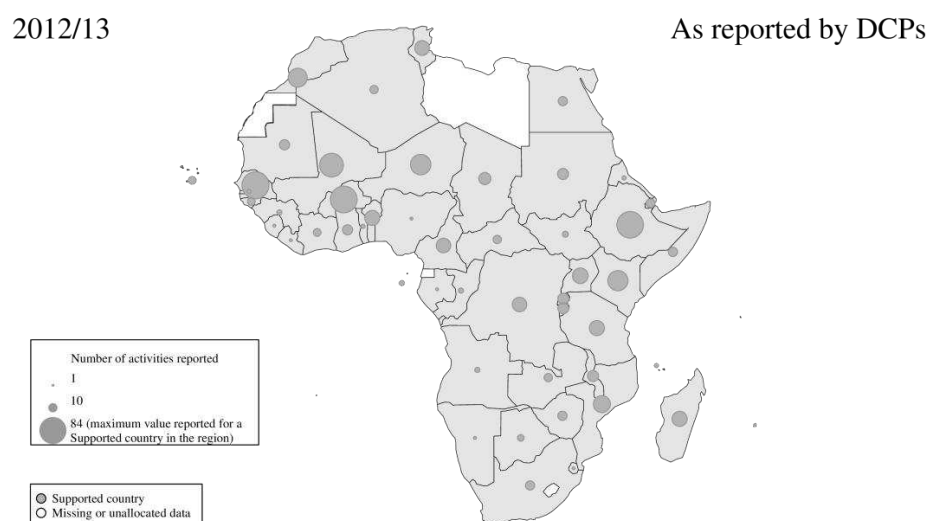 2012/13
As reported by DCPs
Number of activities reported
1
10
84 (maximum value reported for a
Supported country in the region)
Supported country
Missing or unallocated data